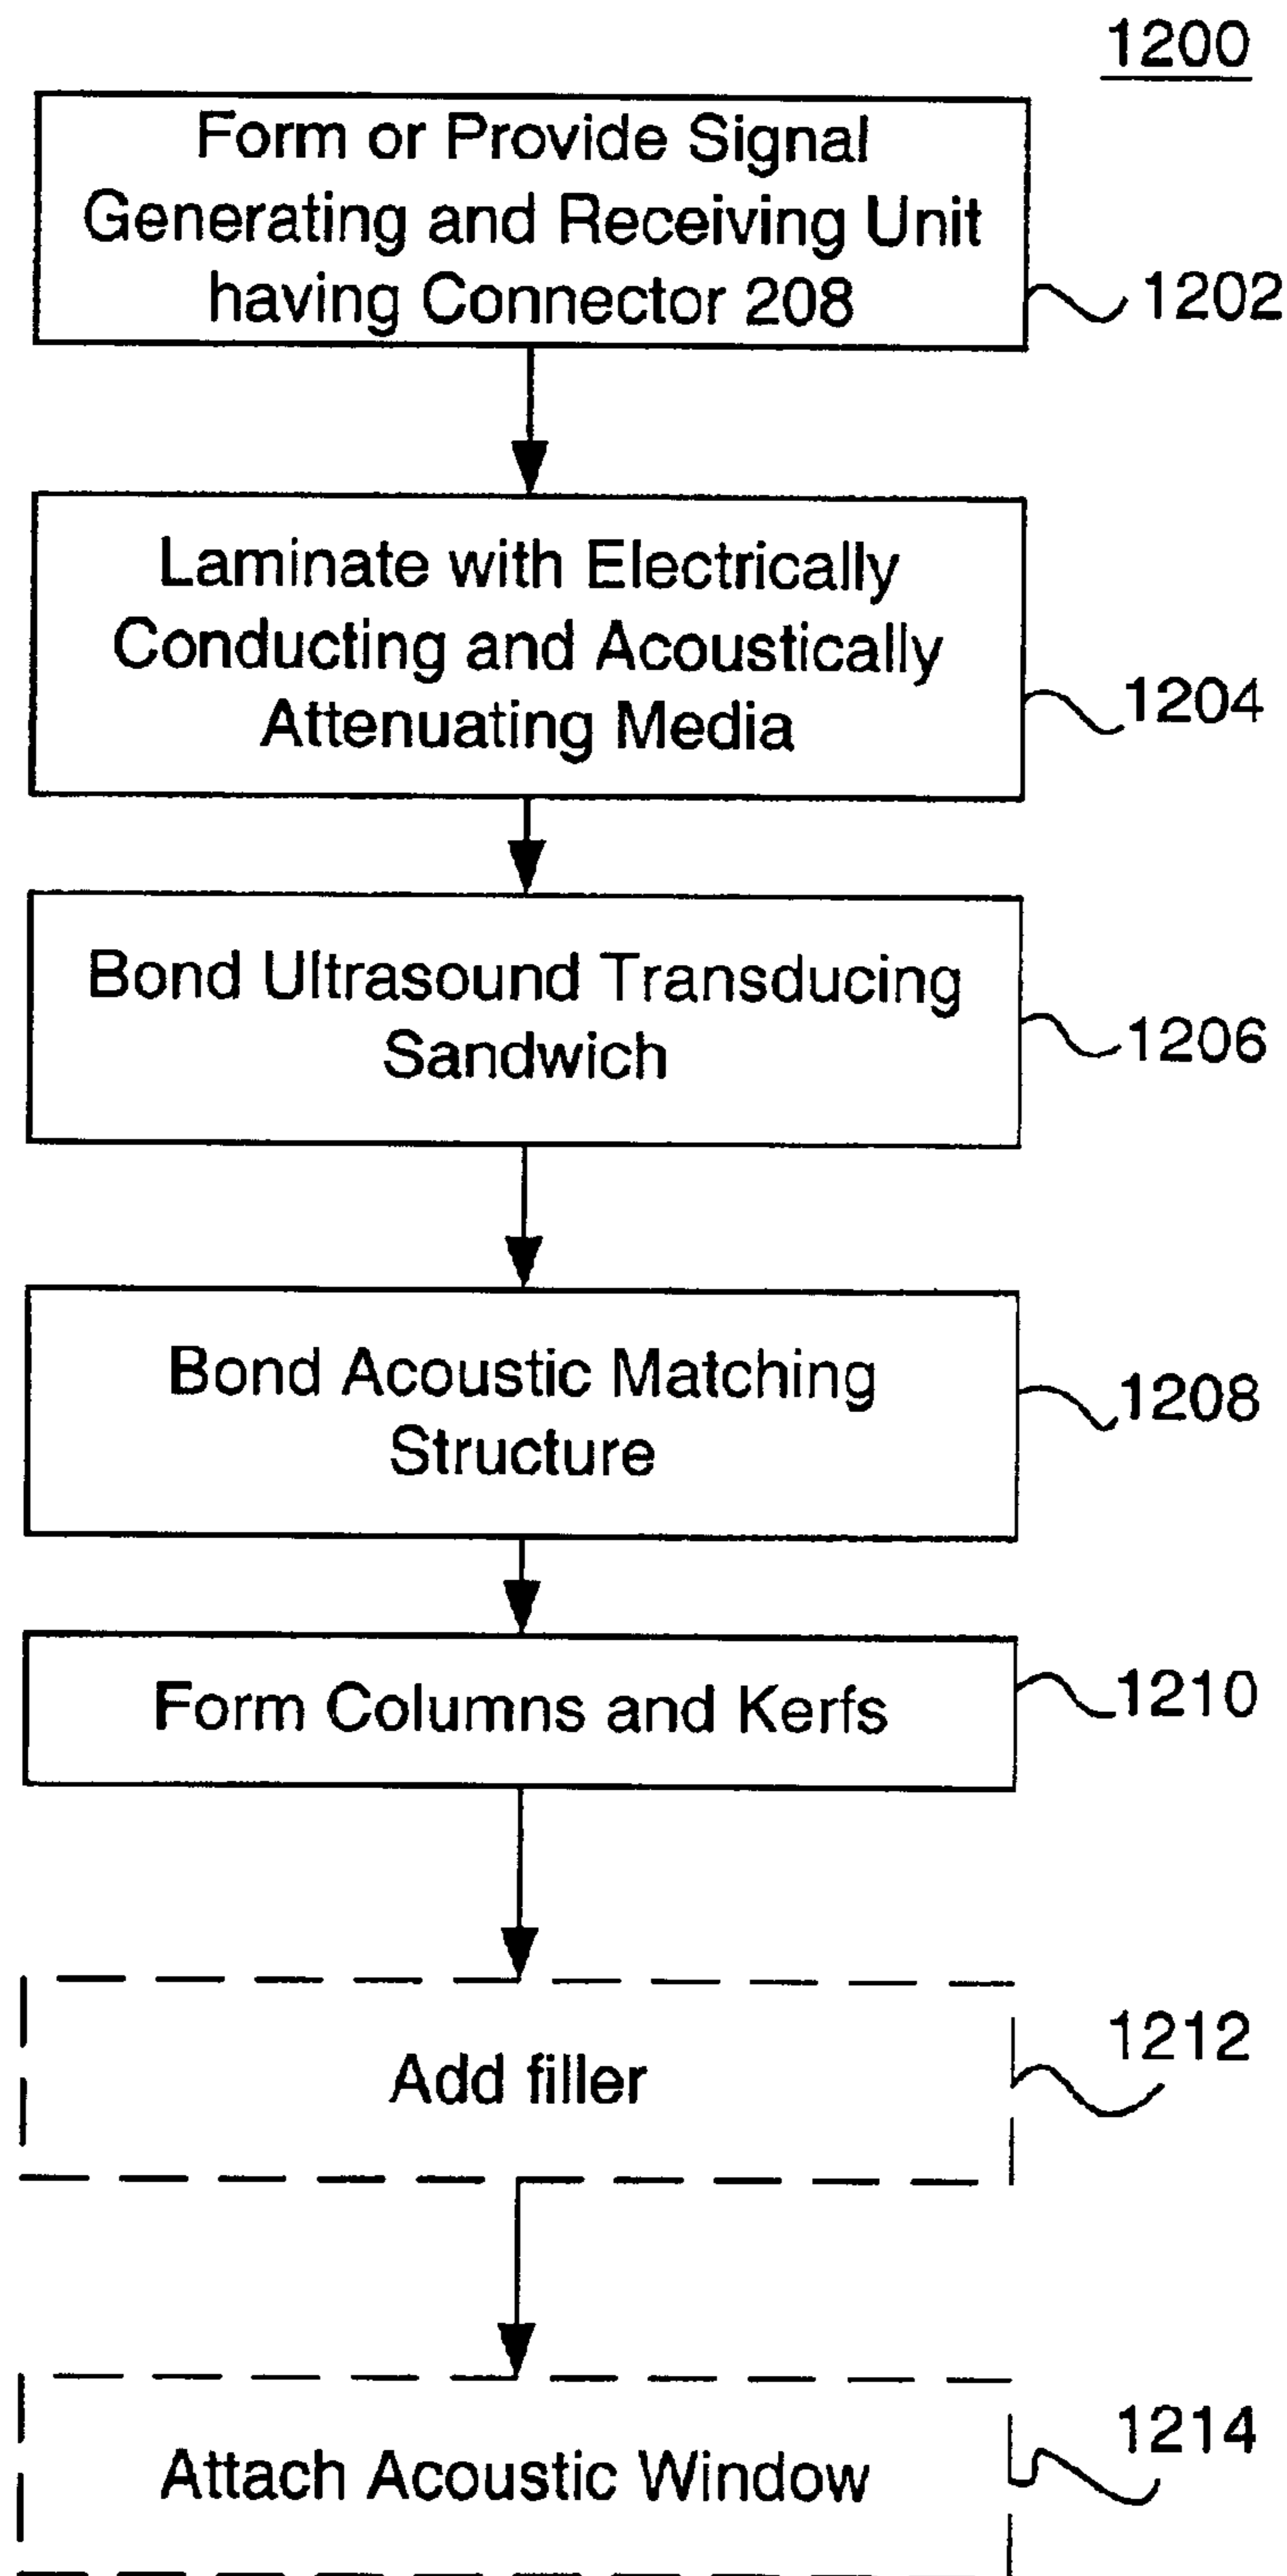 1200
Form or Provide Signal
Generating and Receiving Unit
having Connector 208
1202
Laminate with Electrically
Conducting and Acoustically
Attenuating Media
1204
Bond Ultrasound Transducing
Sandwich
1206
Bond Acoustic Matching
Structure
1208
Form Columns and Kerfs
1210
Add filler
1212
Attach Acoustic Window
1214